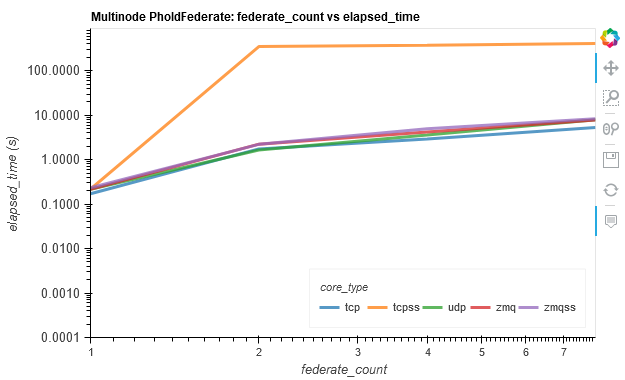 Multinode PholdFederate: federate_count vs elapsed_time
elapsed_time (s)
100.0000
10.0000
1.0000
0.1000
0.0100
0.0010
0.0001
core_type
tcp tcpss udp zmq zmqss
1 2 3 4 5 6 7
federate_count